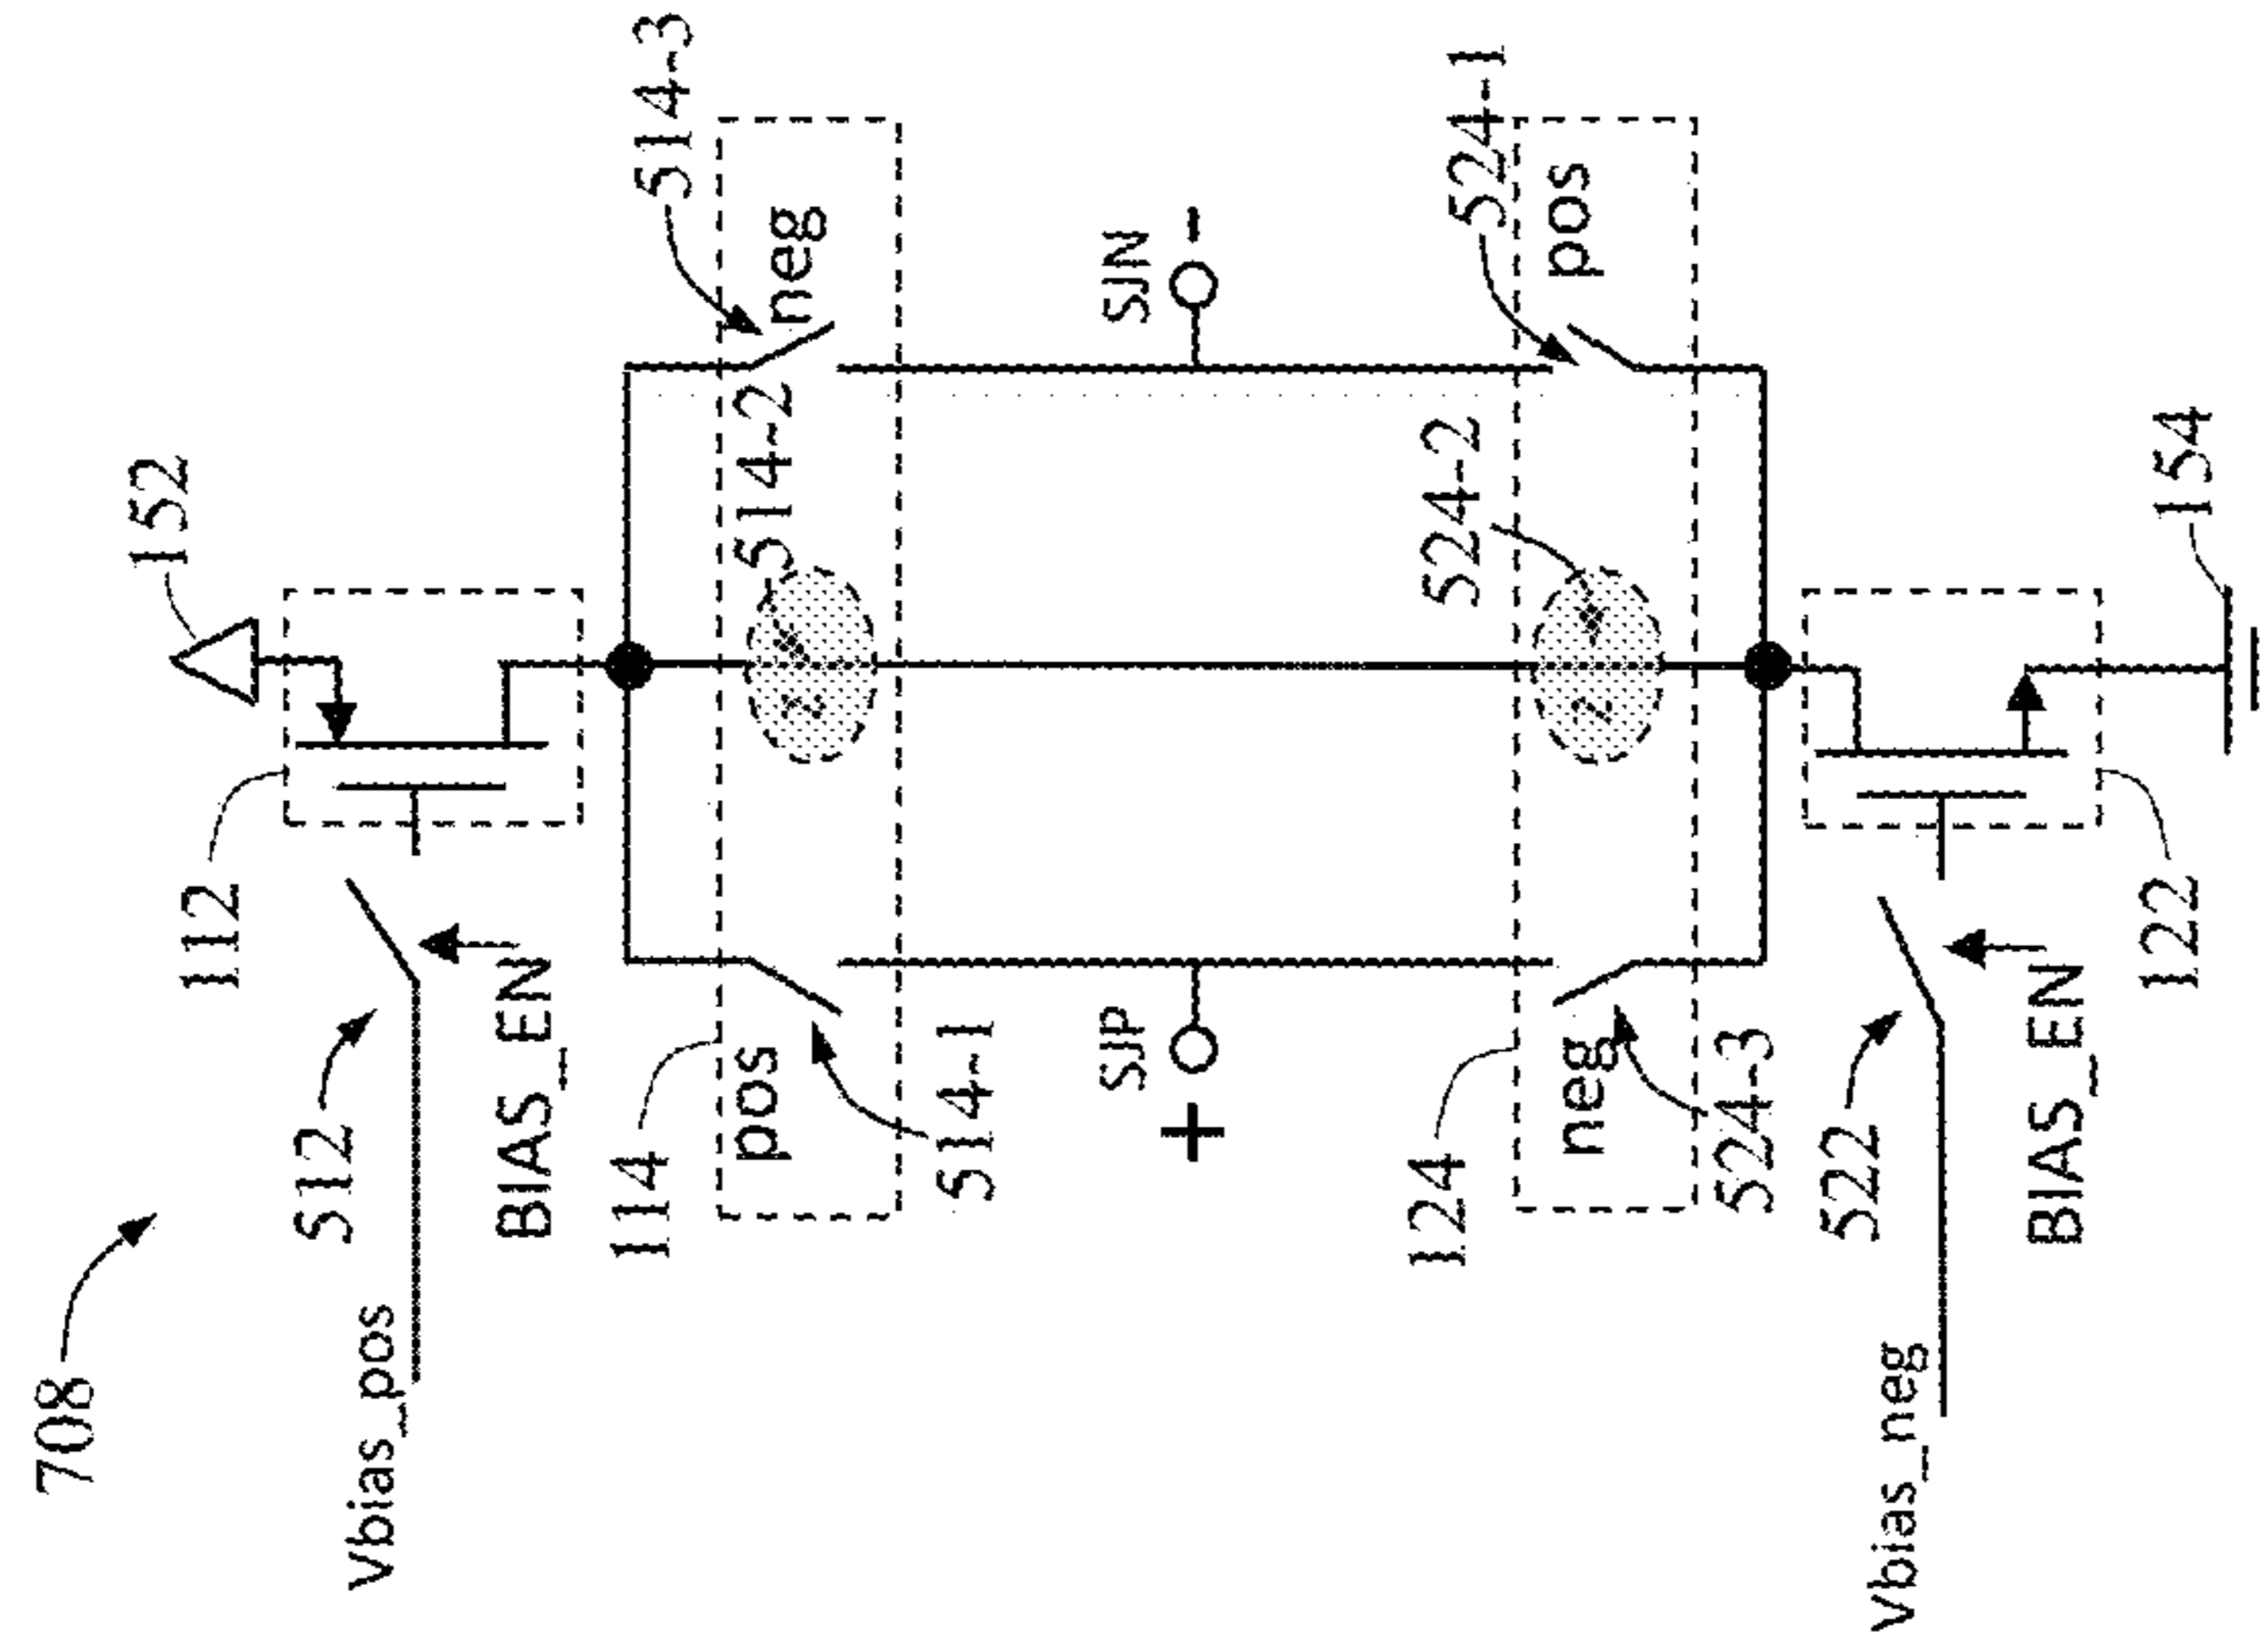 708
152
112
512
Vbias_pos
BIAS_EN
114
pos
514-1
z
514-2
neg
514-3
+
SJP
SJN
-
124
neg
524-3
z
524-2
pos
524-1
522
Vbias_neg
BIAS_EN
122
154